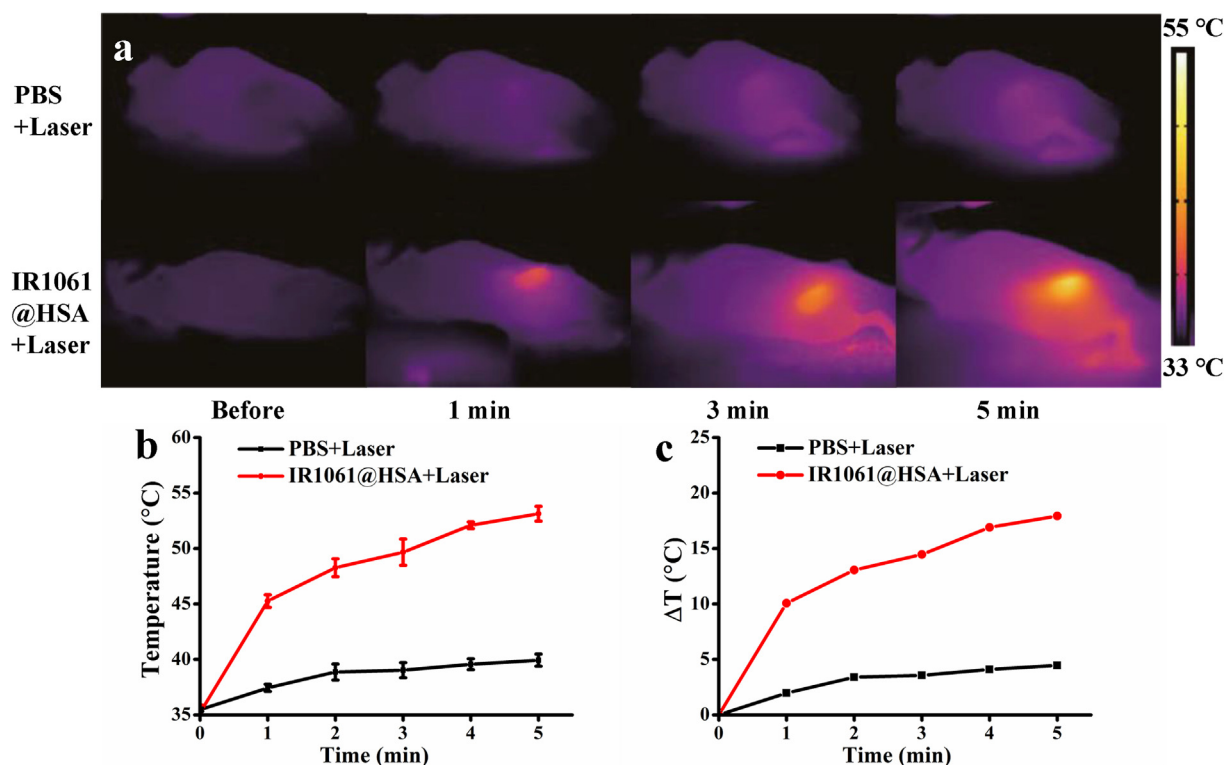 a
55 °C
PBS
+Laser
IR1061
@HSA
+Laser
33 °C
Before
1 min
3 min
5 min
b
PBS+Laser
IR1061@HSA+Laser
Temperature (°C)
60
55
50
45
40
35
0
1
2
3
4
5
Time (min)
c
PBS+Laser
IR1061@HSA+Laser
ΔT (°C)
25
20
15
10
5
0
0
1
2
3
4
5
Time (min)